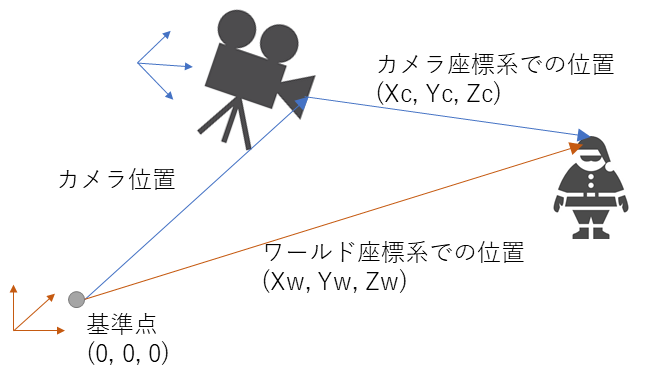 カメラ座標系での位置
(Xc, Yc, Zc)
カメラ位置
ワールド座標系での位置
(Xw, Yw, Zw)
基準点
(0, 0, 0)